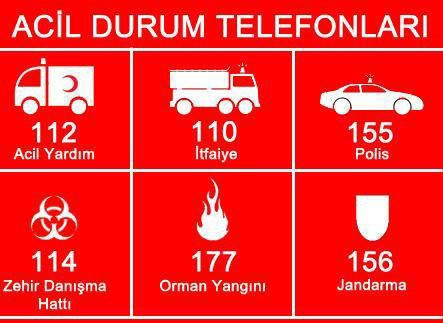 ACİL DURUM TELEFONLARI
112
Acil Yardım
110
İtfaiye
155
Polis
114
Zehir Danışma
Hattı
177
Orman Yangını
156
Jandarma